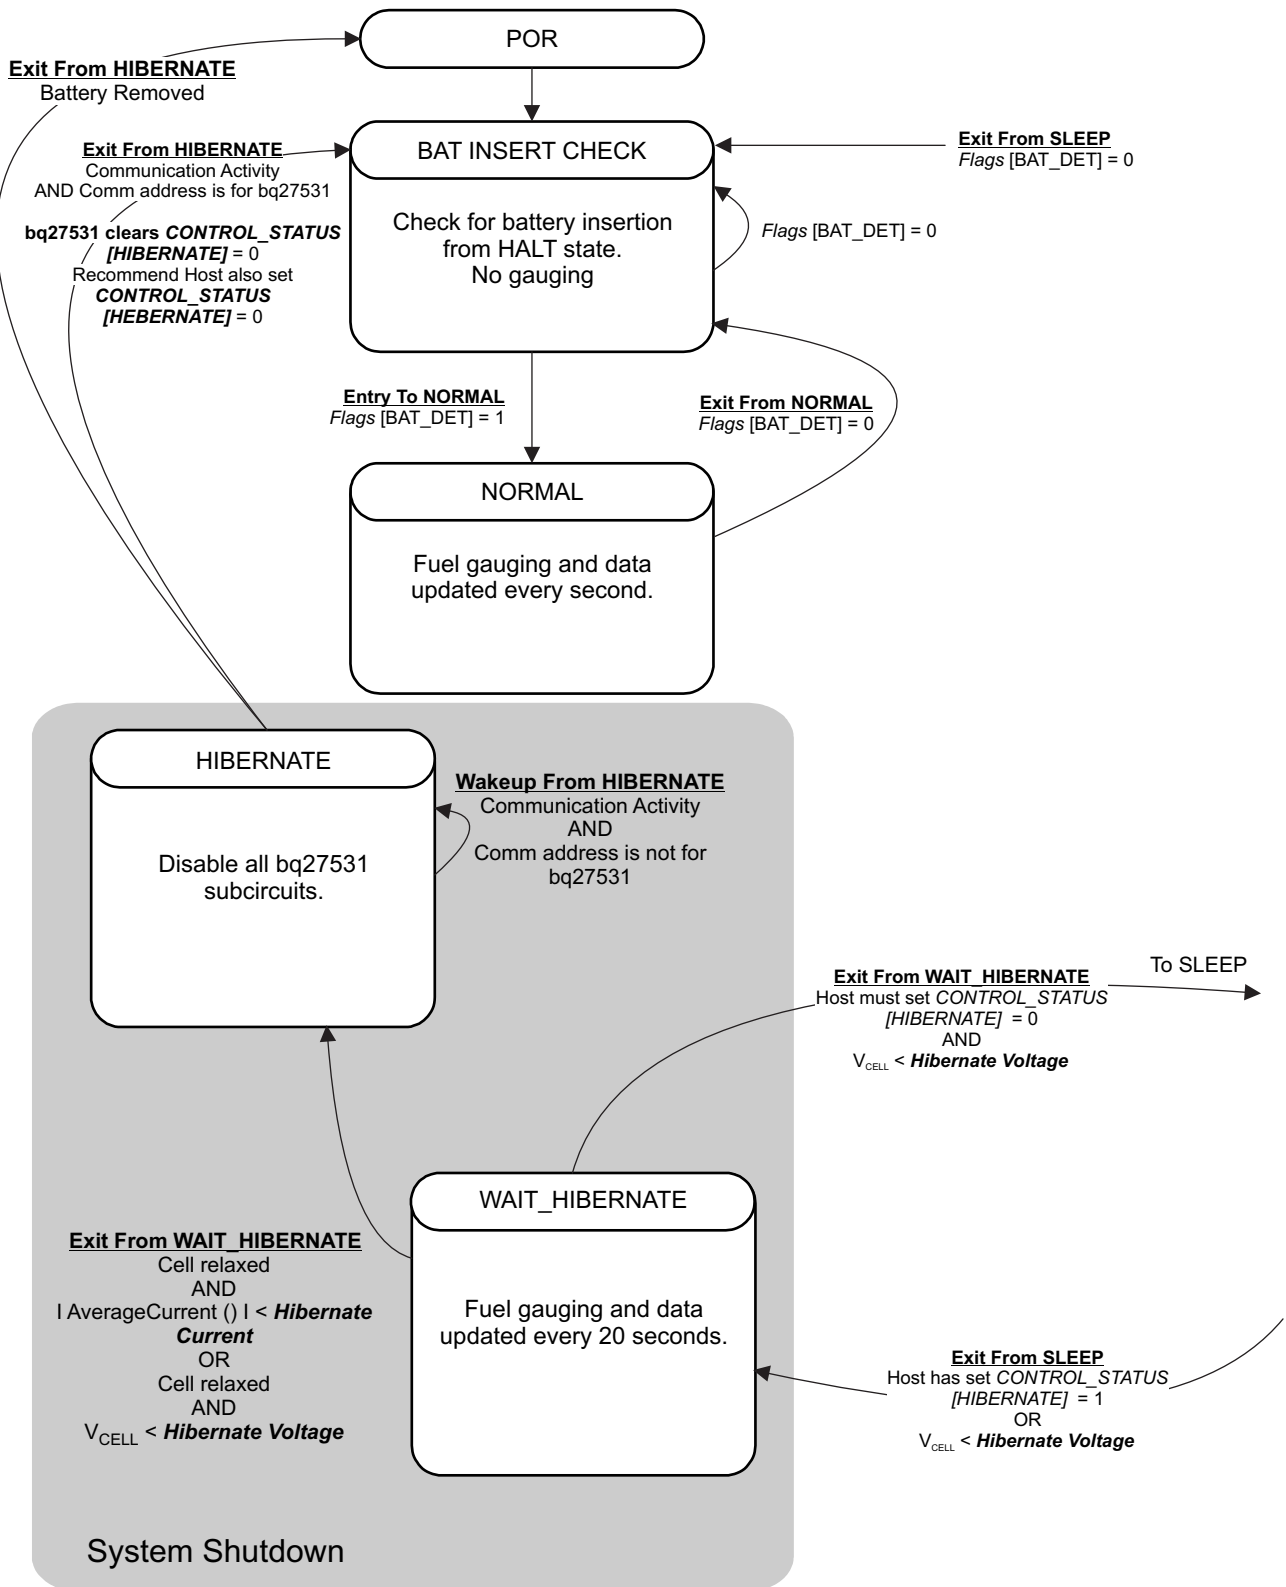 POR
Exit From HIBERNATE
Battery Removed
Exit From HIBERNATE
Communication Activity
AND Comm address is for bq27531
bq27531 clears CONTROL_STATUS
[HIBERNATE] = 0
Recommend Host also set
CONTROL_STATUS
[HEBERNATE] = 0
BAT INSERT CHECK
Check for battery insertion
from HALT state.
No gauging
Exit From SLEEP
Flags [BAT_DET] = 0
Flags [BAT_DET] = 0
Entry To NORMAL
Flags [BAT_DET] = 1
Exit From NORMAL
Flags [BAT_DET] = 0
NORMAL
Fuel gauging and data
updated every second.
HIBERNATE
Disable all bq27531
subcircuits.
Wakeup From HIBERNATE
Communication Activity
AND
Comm address is not for
bq27531
Exit From WAIT_HIBERNATE
Host must set CONTROL_STATUS
[HIBERNATE] = 0
AND
VCELL < Hibernate Voltage
To SLEEP
WAIT_HIBERNATE
Fuel gauging and data
updated every 20 seconds.
Exit From WAIT_HIBERNATE
Cell relaxed
AND
I AverageCurrent () I < Hibernate
Current
OR
Cell relaxed
AND
VCELL < Hibernate Voltage
Exit From SLEEP
Host has set CONTROL_STATUS
[HIBERNATE] = 1
OR
VCELL < Hibernate Voltage
System Shutdown